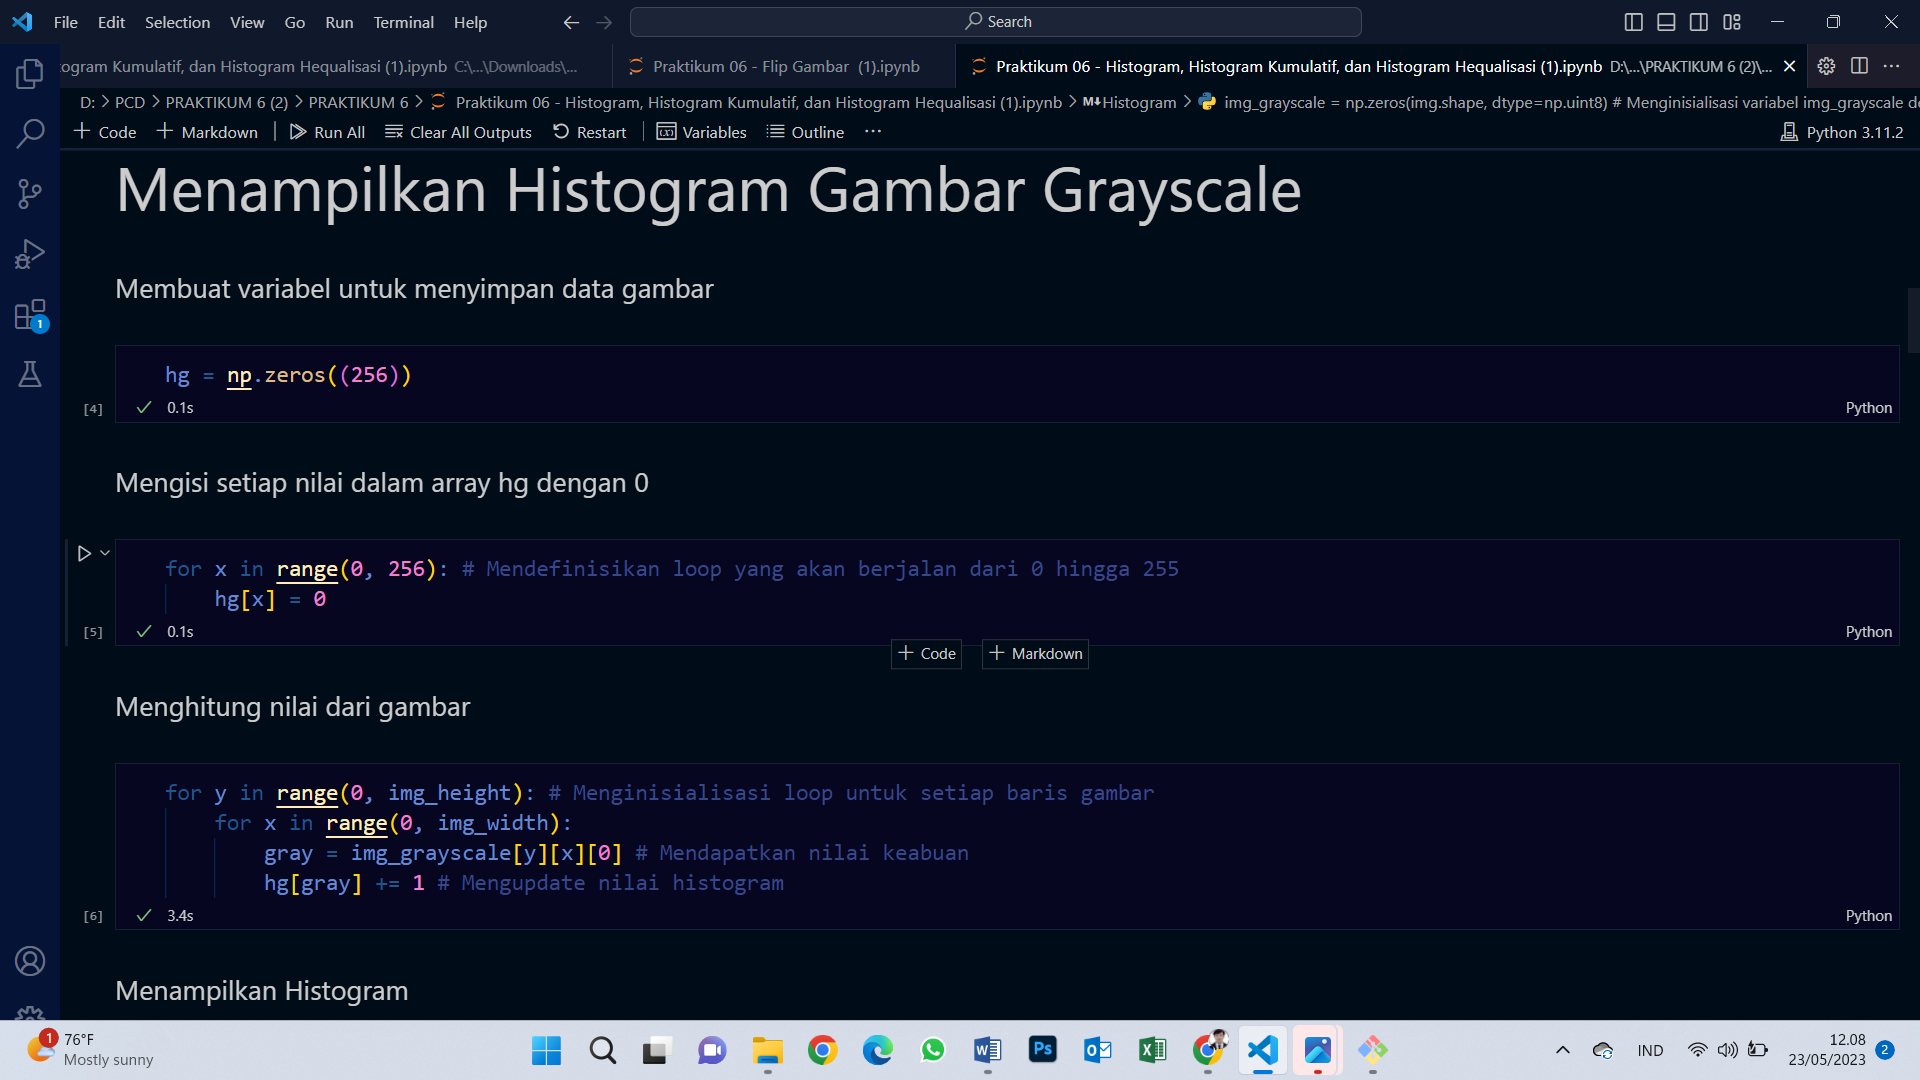 File Edit Selection View Go Run Terminal Help
Search
togram Kumulatif, dan Histogram Hequalisasi (1).ipynb C:\...\Downloads\...
Praktikum 06 - Flip Gambar (1).ipynb
Praktikum 06 - Histogram, Histogram Kumulatif, dan Histogram Hequalisasi (1).ipynb D:\...\PRAKTIKUM 6 (2)\...
D: > PCD > PRAKTIKUM 6 (2) > PRAKTIKUM 6 > Praktikum 06 - Histogram, Histogram Kumulatif, dan Histogram Hequalisasi (1).ipynb > M↓Histogram > img_grayscale = np.zeros(img.shape, dtype=np.uint8) # Menginisialisasi variabel img_grayscale de
+ Code + Markdown | Run All Clear All Outputs Restart | Variables Outline ...
Python 3.11.2
Menampilkan Histogram Gambar Grayscale
Membuat variabel untuk menyimpan data gambar
hg = np.zeros((256))
[4] ✓ 0.1s Python
Mengisi setiap nilai dalam array hg dengan 0
for x in range(0, 256): # Mendefinisikan loop yang akan berjalan dari 0 hingga 255
hg[x] = 0
[5] ✓ 0.1s Python
+ Code + Markdown
Menghitung nilai dari gambar
for y in range(0, img_height): # Menginisialisasi loop untuk setiap baris gambar
for x in range(0, img_width):
gray = img_grayscale[y][x][0] # Mendapatkan nilai keabuan
hg[gray] += 1 # Mengupdate nilai histogram
[6] ✓ 3.4s Python
Menampilkan Histogram
1
1
76°F
Mostly sunny
Ps
IND
12.08
23/05/2023
2